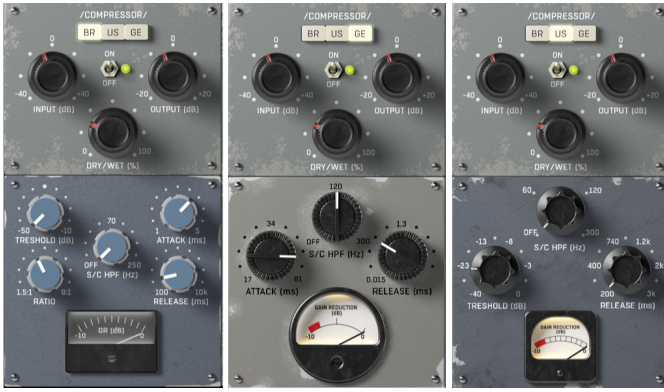 /COMPRESSOR/
BR US GE
0 ON 0
-40 +40 OFF -20 +20
INPUT (dB) OUTPUT (dB)
0 100
DRY/WET (%)
-50 -10 70 1 5
TRESHOLD (dB) ATTACK (ms)
OFF 250
S/C HPF (Hz)
1.5:1 9:1 100 10k
RATIO RELEASE (ms)
GR (dB)
-10 0
/COMPRESSOR/
BR US GE
0 ON 0
-40 +20 OFF -20 +20
INPUT (dB) OUTPUT (dB)
0 100
DRY/WET (%)
120
34 1.3
OFF 300
S/C HPF (Hz)
17 81 0.015
ATTACK (ms) RELEASE (ms)
GAIN REDUCTION
(dB)
-10 0
/COMPRESSOR/
BR US GE
0 ON 0
-40 OFF -20 +20
INPUT (dB) OUTPUT (dB)
0 100
DRY/WET (%)
60 120
OFF 300
S/C HPF (Hz)
-13 -8 740 1.2k
-23 -3 400 2k
-40 200 3k
TRESHOLD (dB) RELEASE (ms)
GAIN REDUCTION
(dB)
-10 0